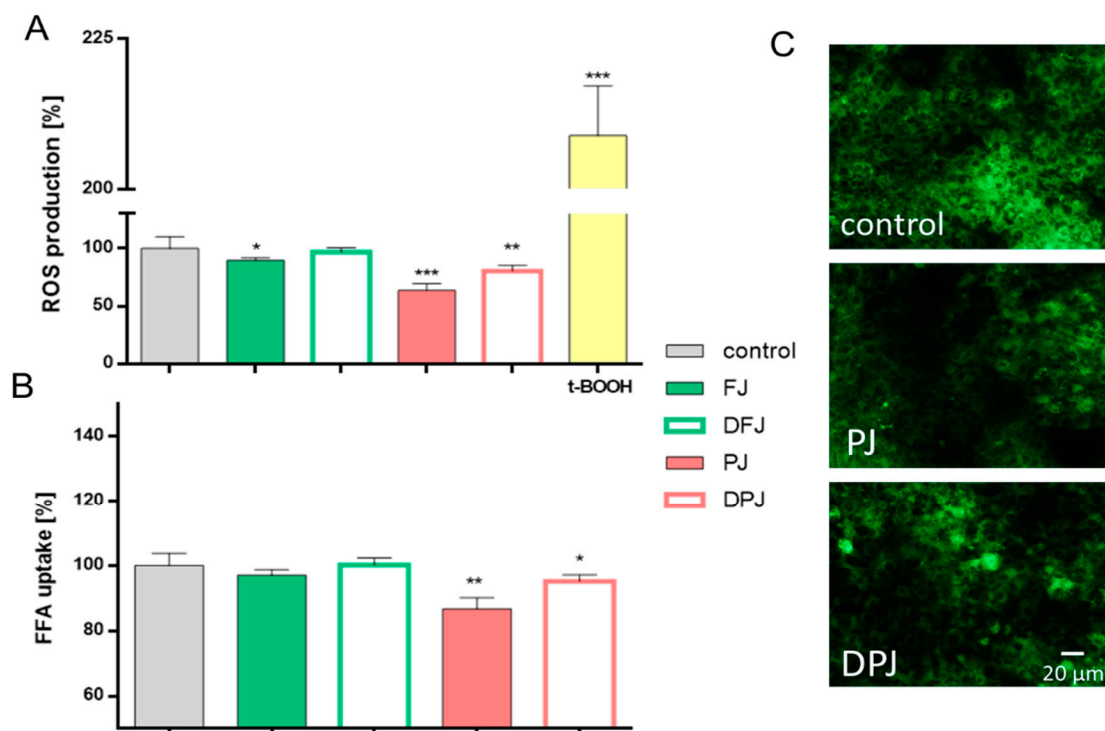 A
ROS production [%]
225
200
100
50
0
*
***
**
***
t-BOOH
B
FFA uptake [%]
140
120
100
80
60
**
*
control
FJ
DFJ
PJ
DPJ
C
control
PJ
DPJ
20 µm